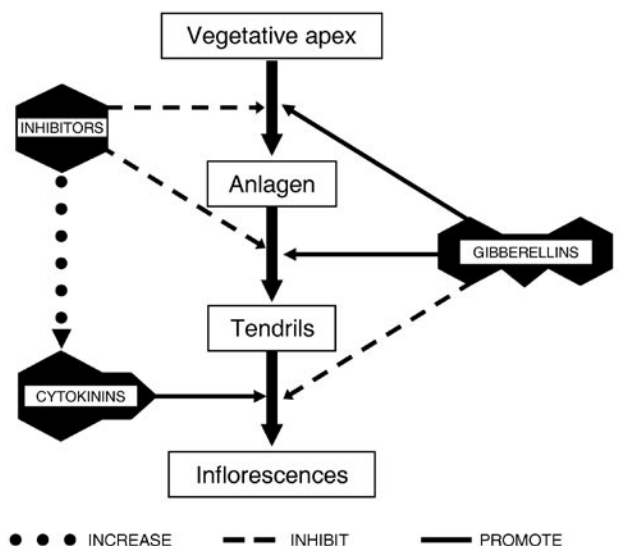 Vegetative apex
INHIBITORS
Anlagen
GIBBERELLINS
Tendrils
CYTOKININS
Inflorescences
INCREASE INHIBIT PROMOTE